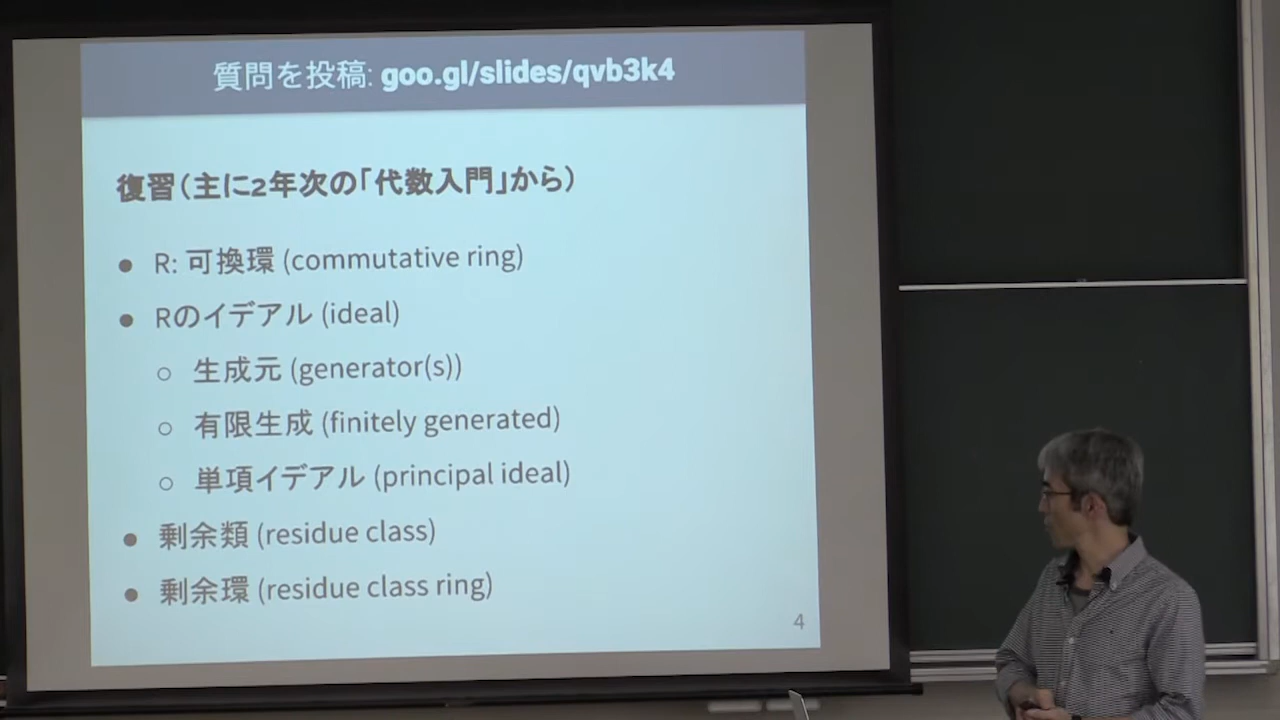 質問を投稿: goo.gl/slides/qvb3k4
復習（主に2年次の「代数入門」から）
● R: 可換環 (commutative ring)
● Rのイデアル (ideal)
○ 生成元 (generator(s))
○ 有限生成 (finitely generated)
○ 単項イデアル (principal ideal)
● 剰余類 (residue class)
● 剰余環 (residue class ring)
4